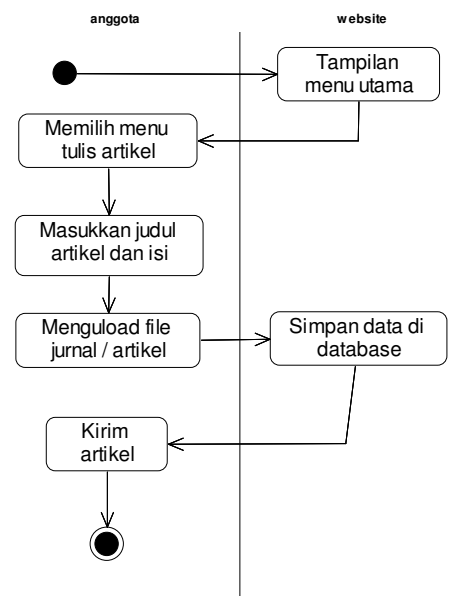 anggota
website
Tampilan
menu utama
Memilih menu
tulis artikel
Masukkan judul
artikel dan isi
Menguload file
jurnal / artikel
Simpan data di
database
Kirim
artikel